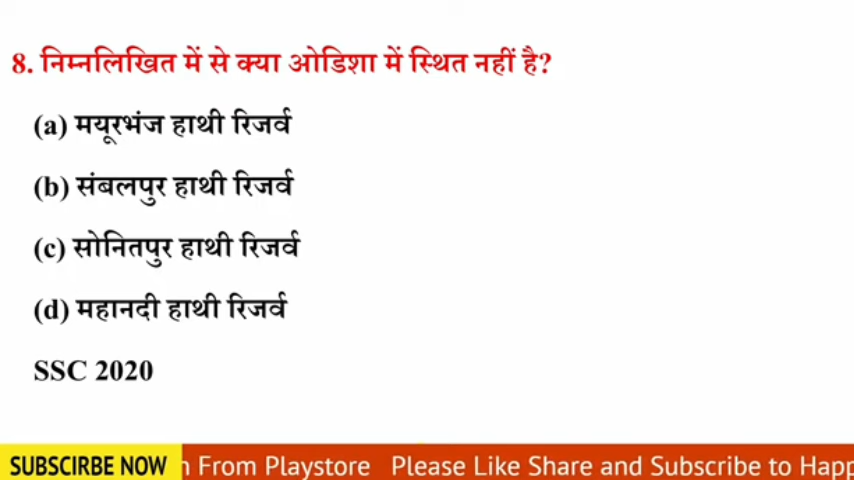 8. निम्नलिखित में से क्या ओडिशा में स्थित नहीं है?
(a) मयूरभंज हाथी रिजर्व
(b) संबलपुर हाथी रिजर्व
(c) सोनितपुर हाथी रिजर्व
(d) महानदी हाथी रिजर्व
SSC 2020
SUBSCIRBE NOW From Playstore Please Like Share and Subscribe to